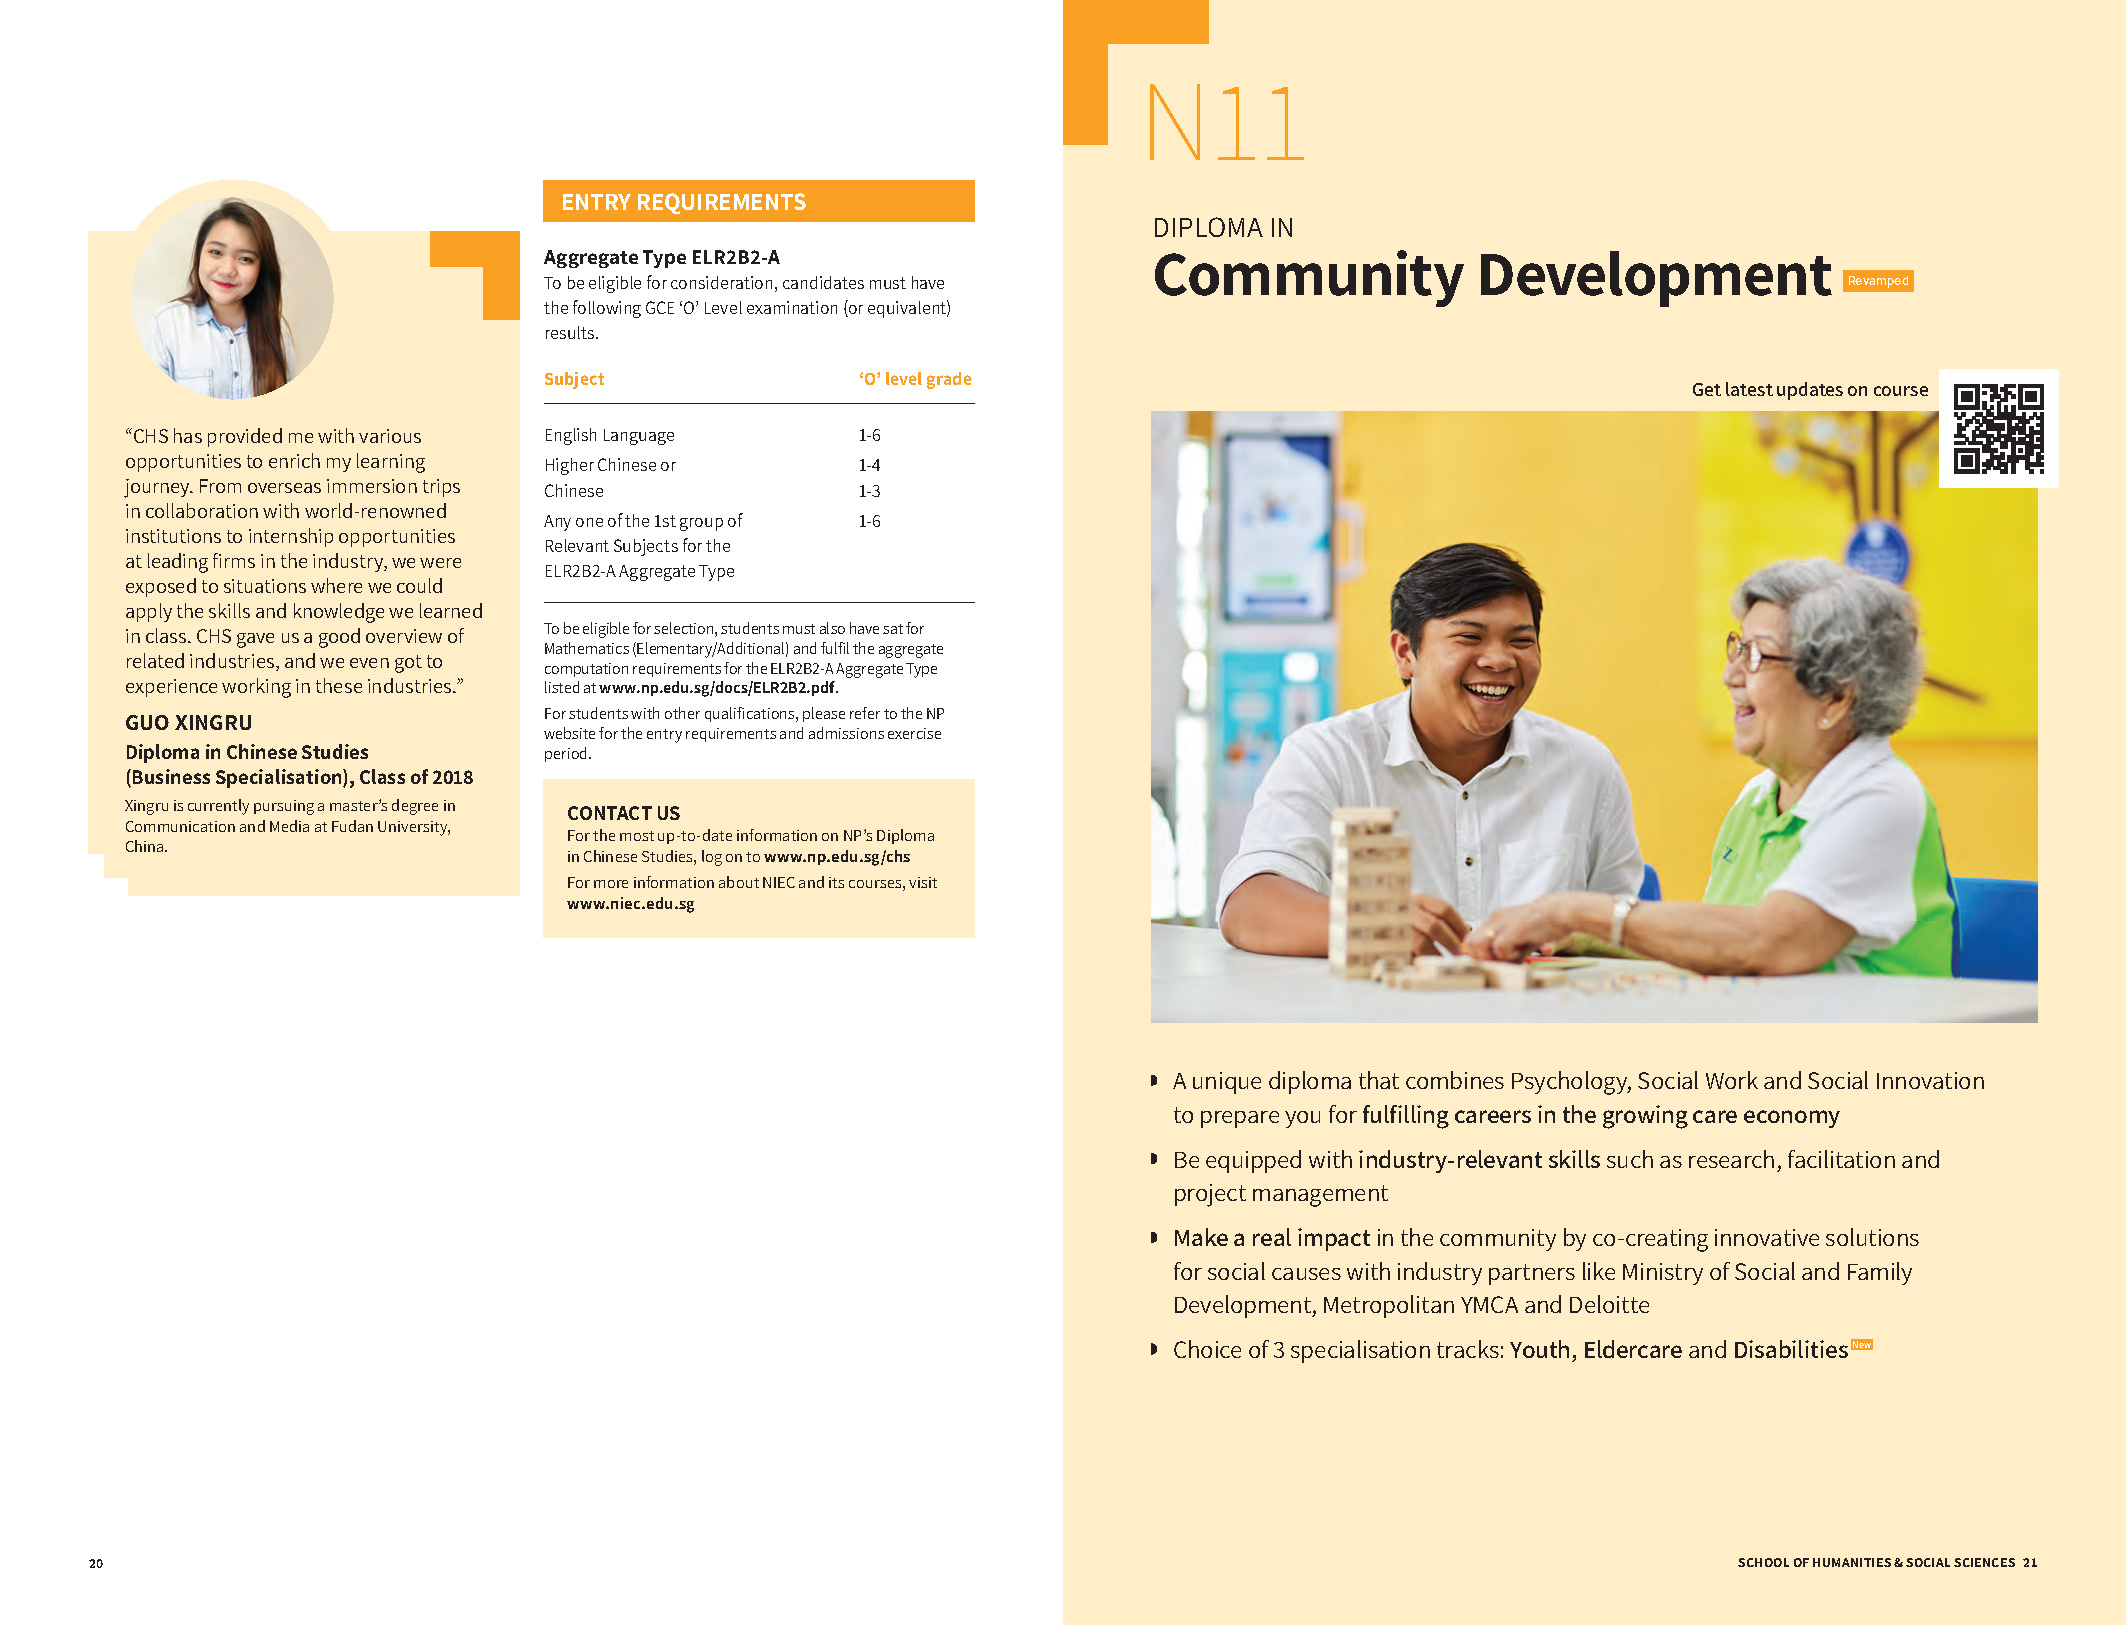 “CHS has provided me with various
opportunities to enrich my learning
journey. From overseas immersion trips
in collaboration with world-renowned
institutions to internship opportunities
at leading firms in the industry, we were
exposed to situations where we could
apply the skills and knowledge we learned
in class. CHS gave us a good overview of
related industries, and we even got to
experience working in these industries.”
GUO XINGRU
Diploma in Chinese Studies
(Business Specialisation), Class of 2018
Xingru is currently pursuing a master’s degree in
Communication and Media at Fudan University,
China.
ENTRY REQUIREMENTS
Aggregate Type ELR2B2-A
To be eligible for consideration, candidates must have
the following GCE ‘O’ Level examination (or equivalent)
results.
Subject ‘O’ level grade
English Language 1-6
Higher Chinese or 1-4
Chinese 1-3
Any one of the 1st group of 1-6
Relevant Subjects for the
ELR2B2-A Aggregate Type
To be eligible for selection, students must also have sat for
Mathematics (Elementary/Additional) and fulfil the aggregate
computation requirements for the ELR2B2-A Aggregate Type
listed at www.np.edu.sg/docs/ELR2B2.pdf.
For students with other qualifications, please refer to the NP
website for the entry requirements and admissions exercise
period.
CONTACT US
For the most up-to-date information on NP’s Diploma
in Chinese Studies, log on to www.np.edu.sg/chs
For more information about NIEC and its courses, visit
www.niec.edu.sg
20
N11
DIPLOMA IN
Community Development Revamped
Get latest updates on course
A unique diploma that combines Psychology, Social Work and Social Innovation
to prepare you for fulfilling careers in the growing care economy
Be equipped with industry-relevant skills such as research, facilitation and
project management
Make a real impact in the community by co-creating innovative solutions
for social causes with industry partners like Ministry of Social and Family
Development, Metropolitan YMCA and Deloitte
Choice of 3 specialisation tracks: Youth, Eldercare and Disabilities New
SCHOOL OF HUMANITIES & SOCIAL SCIENCES 21